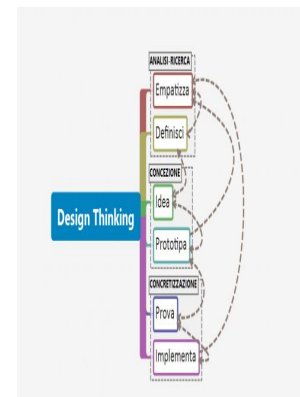 ANALISI-RICERCA
Empatizza
Definisci
CONCEZIONE
Idea
Design Thinking
Prototipa
CONCRETIZZAZIONE
Prova
Implementa